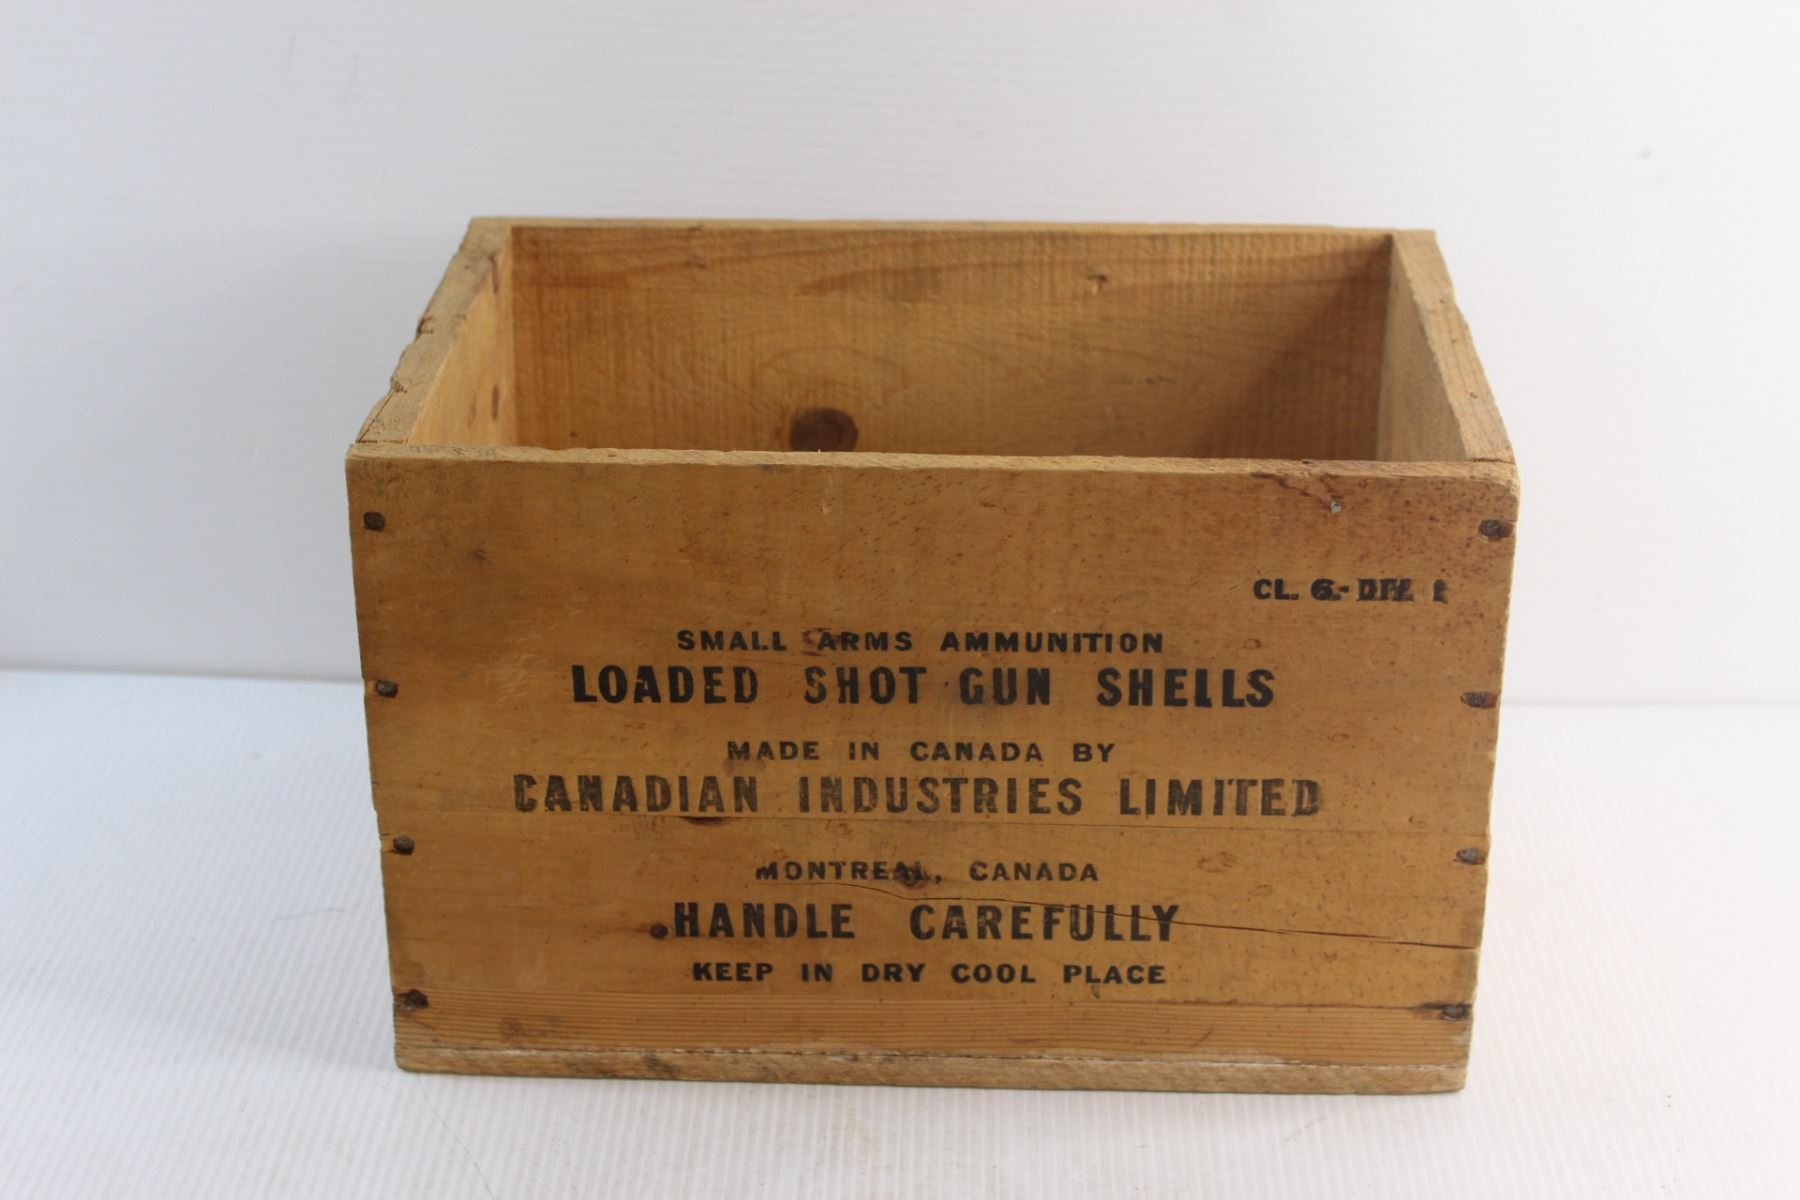 CL. 6.- DIV. 1
SMALL ARMS AMMUNITION
LOADED SHOT GUN SHELLS
MADE IN CANADA BY
CANADIAN INDUSTRIES LIMITED
MONTREAL, CANADA
HANDLE CAREFULLY
KEEP IN DRY COOL PLACE